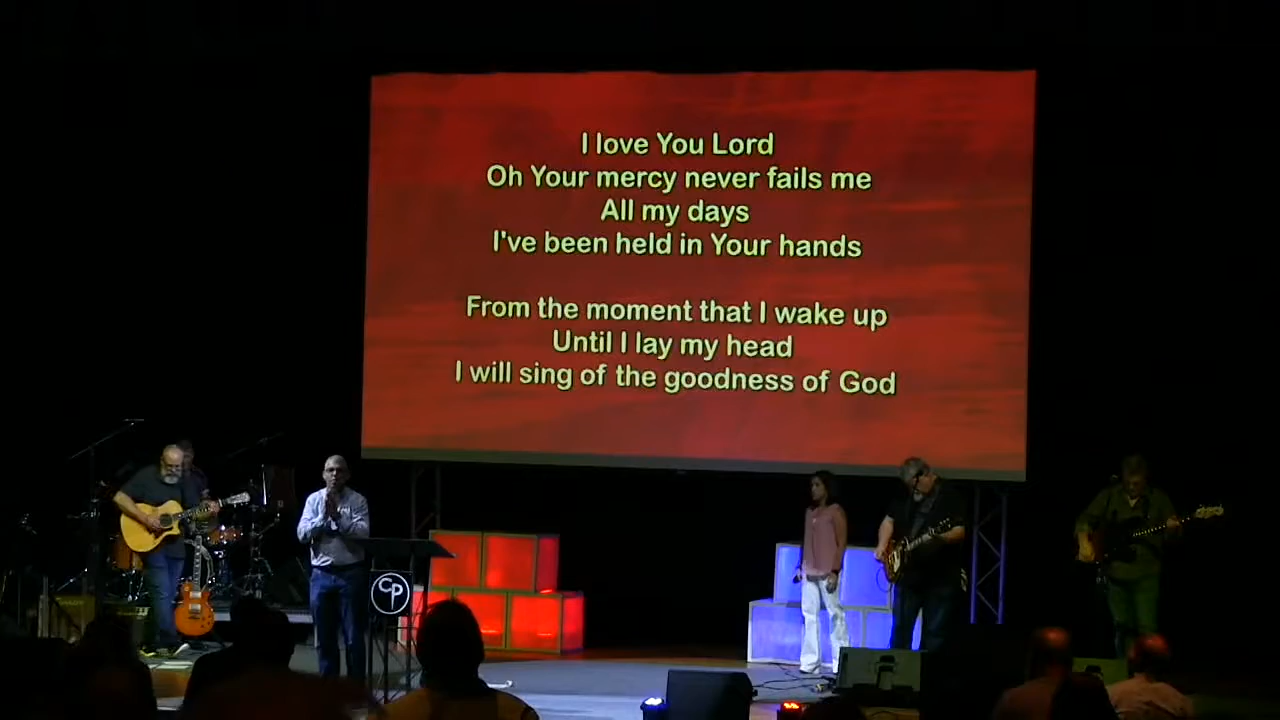 I love You Lord
Oh Your mercy never fails me
All my days
I've been held in Your hands
From the moment that I wake up
Until I lay my head
I will sing of the goodness of God
CP